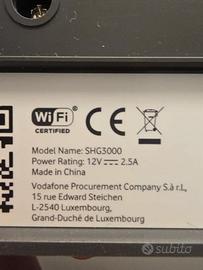 WiFi
CERTIFIED
CE
Model Name: SHG3000
Power Rating: 12V⎓2.5A
Made in China
Vodafone Procurement Company S.à r.l,
15 rue Edward Steichen
L-2540 Luxembourg,
Grand-Duché de Luxembourg
subito